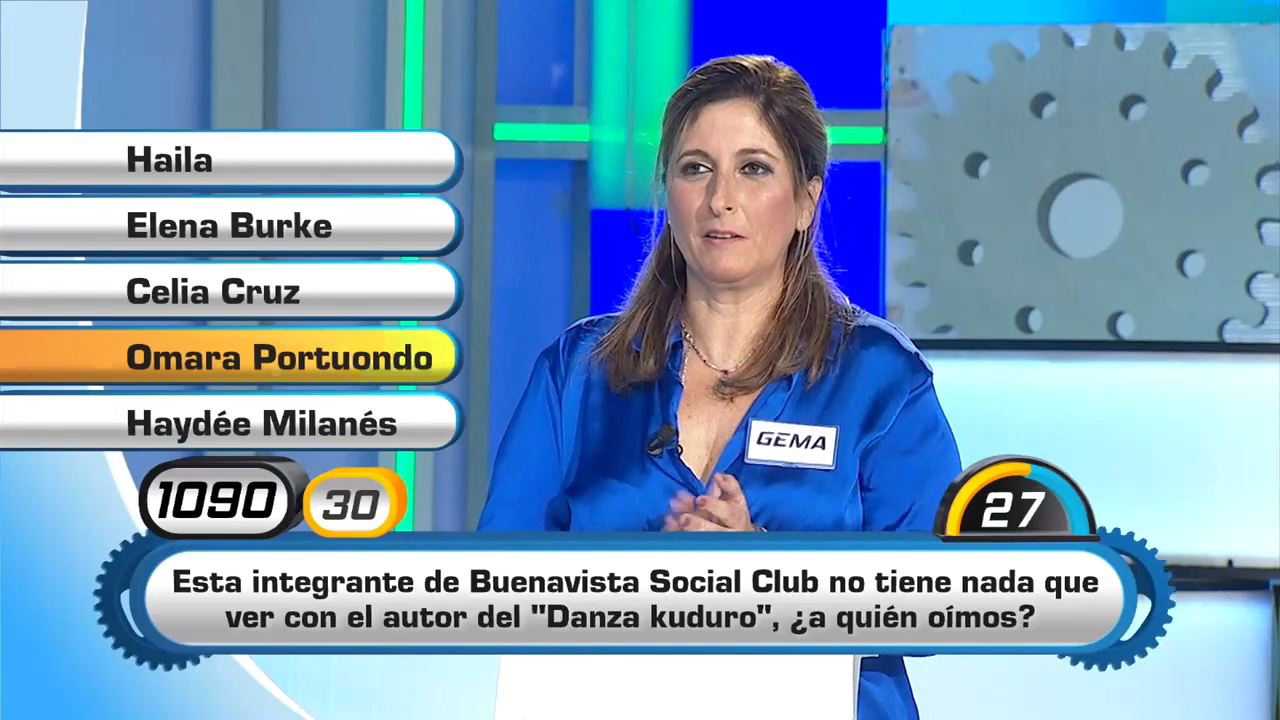 Haila
Elena Burke
Celia Cruz
Omara Portuondo
Haydée Milanés
GEMA
1090
30
27
Esta integrante de Buenavista Social Club no tiene nada que
ver con el autor del "Danza kuduro", ¿a quién oímos?